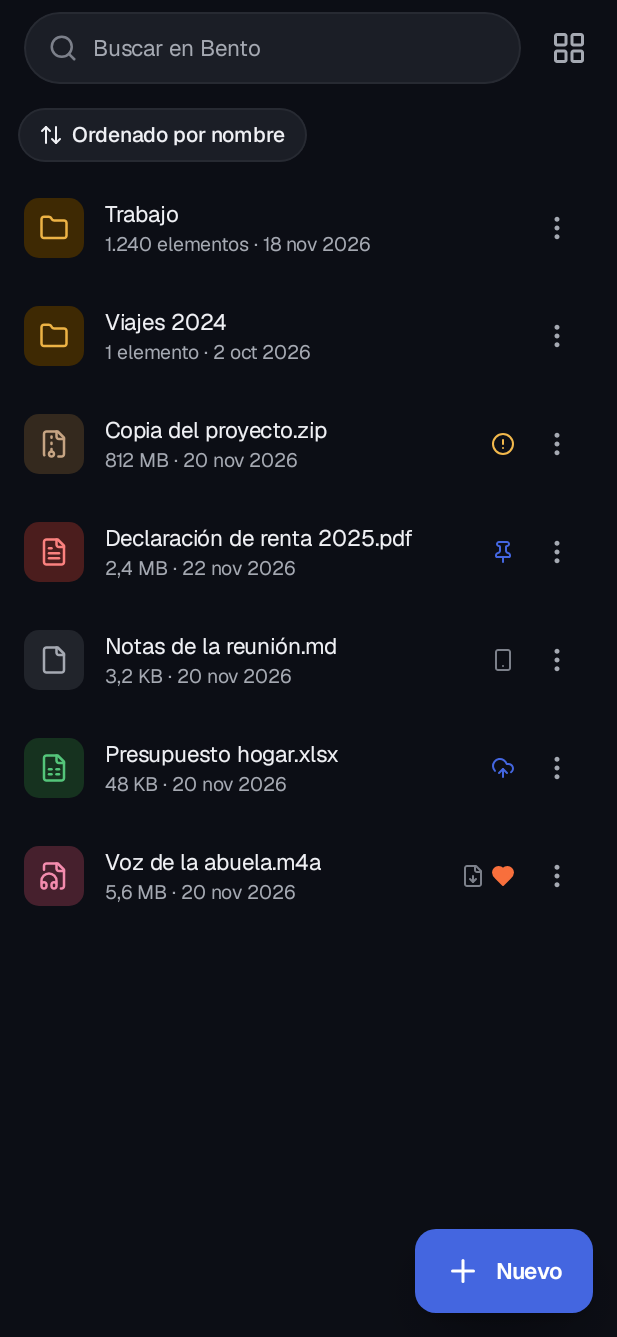 Buscar en Bento
Ordenado por nombre
Trabajo
1.240 elementos · 18 nov 2026
Viajes 2024
1 elemento · 2 oct 2026
Copia del proyecto.zip
812 MB · 20 nov 2026
Declaración de renta 2025.pdf
2,4 MB · 22 nov 2026
Notas de la reunión.md
3,2 KB · 20 nov 2026
Presupuesto hogar.xlsx
48 KB · 20 nov 2026
Voz de la abuela.m4a
5,6 MB · 20 nov 2026
Nuevo